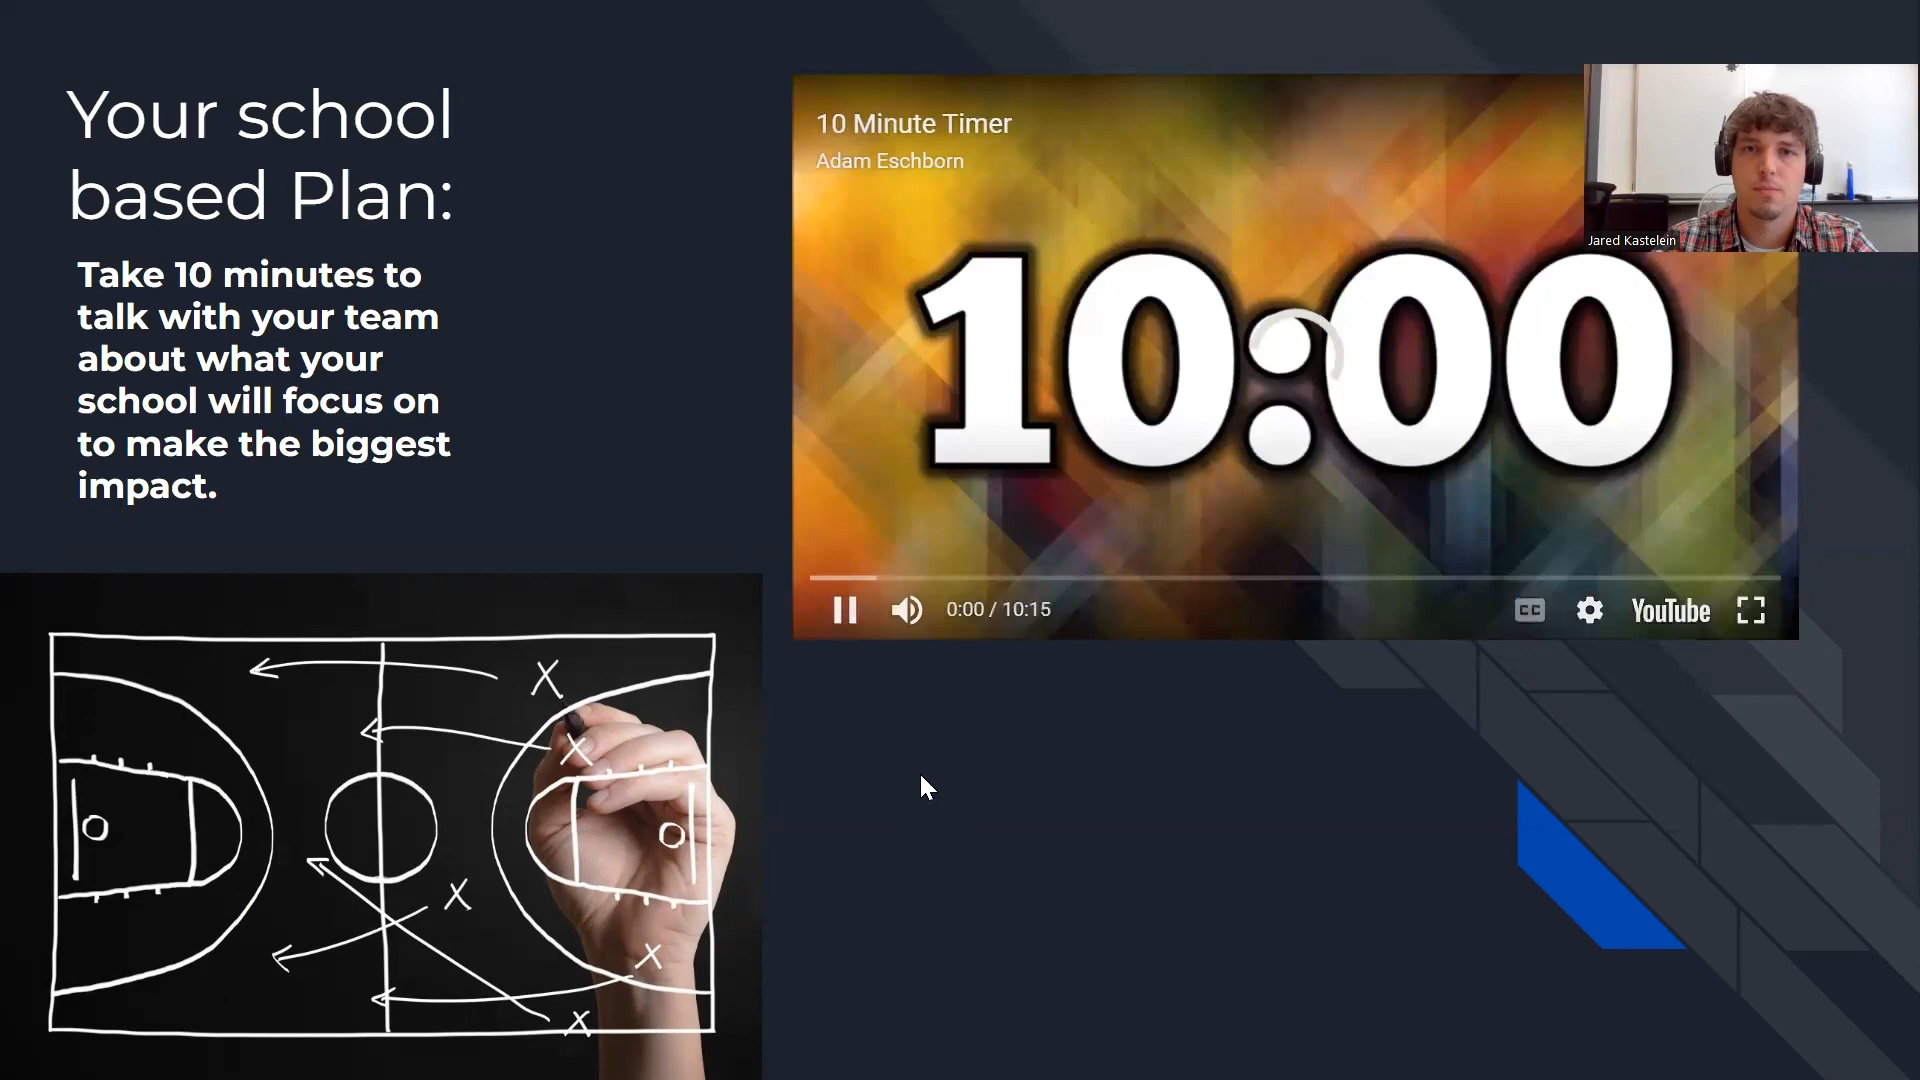 Your school
based Plan:
Take 10 minutes to
talk with your team
about what your
school will focus on
to make the biggest
impact.
10 Minute Timer
Adam Eschborn
10:00
0:00 / 10:15
CC
YouTube
Jared Kastelein
X
X
X
X
X